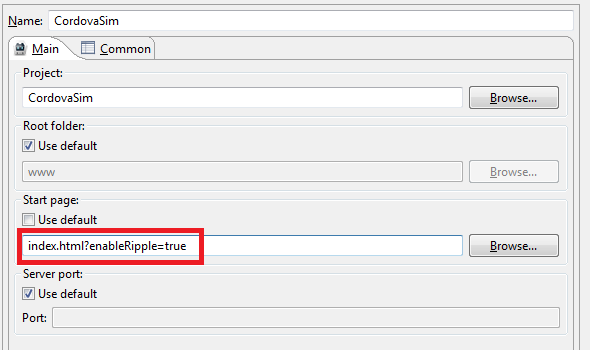 Name: CordovaSim
Main Common
Project:
CordovaSim Browse...
Root folder:
Use default
www Browse...
Start page:
Use default
index.html?enableRipple=true Browse...
Server port:
Use default
Port: